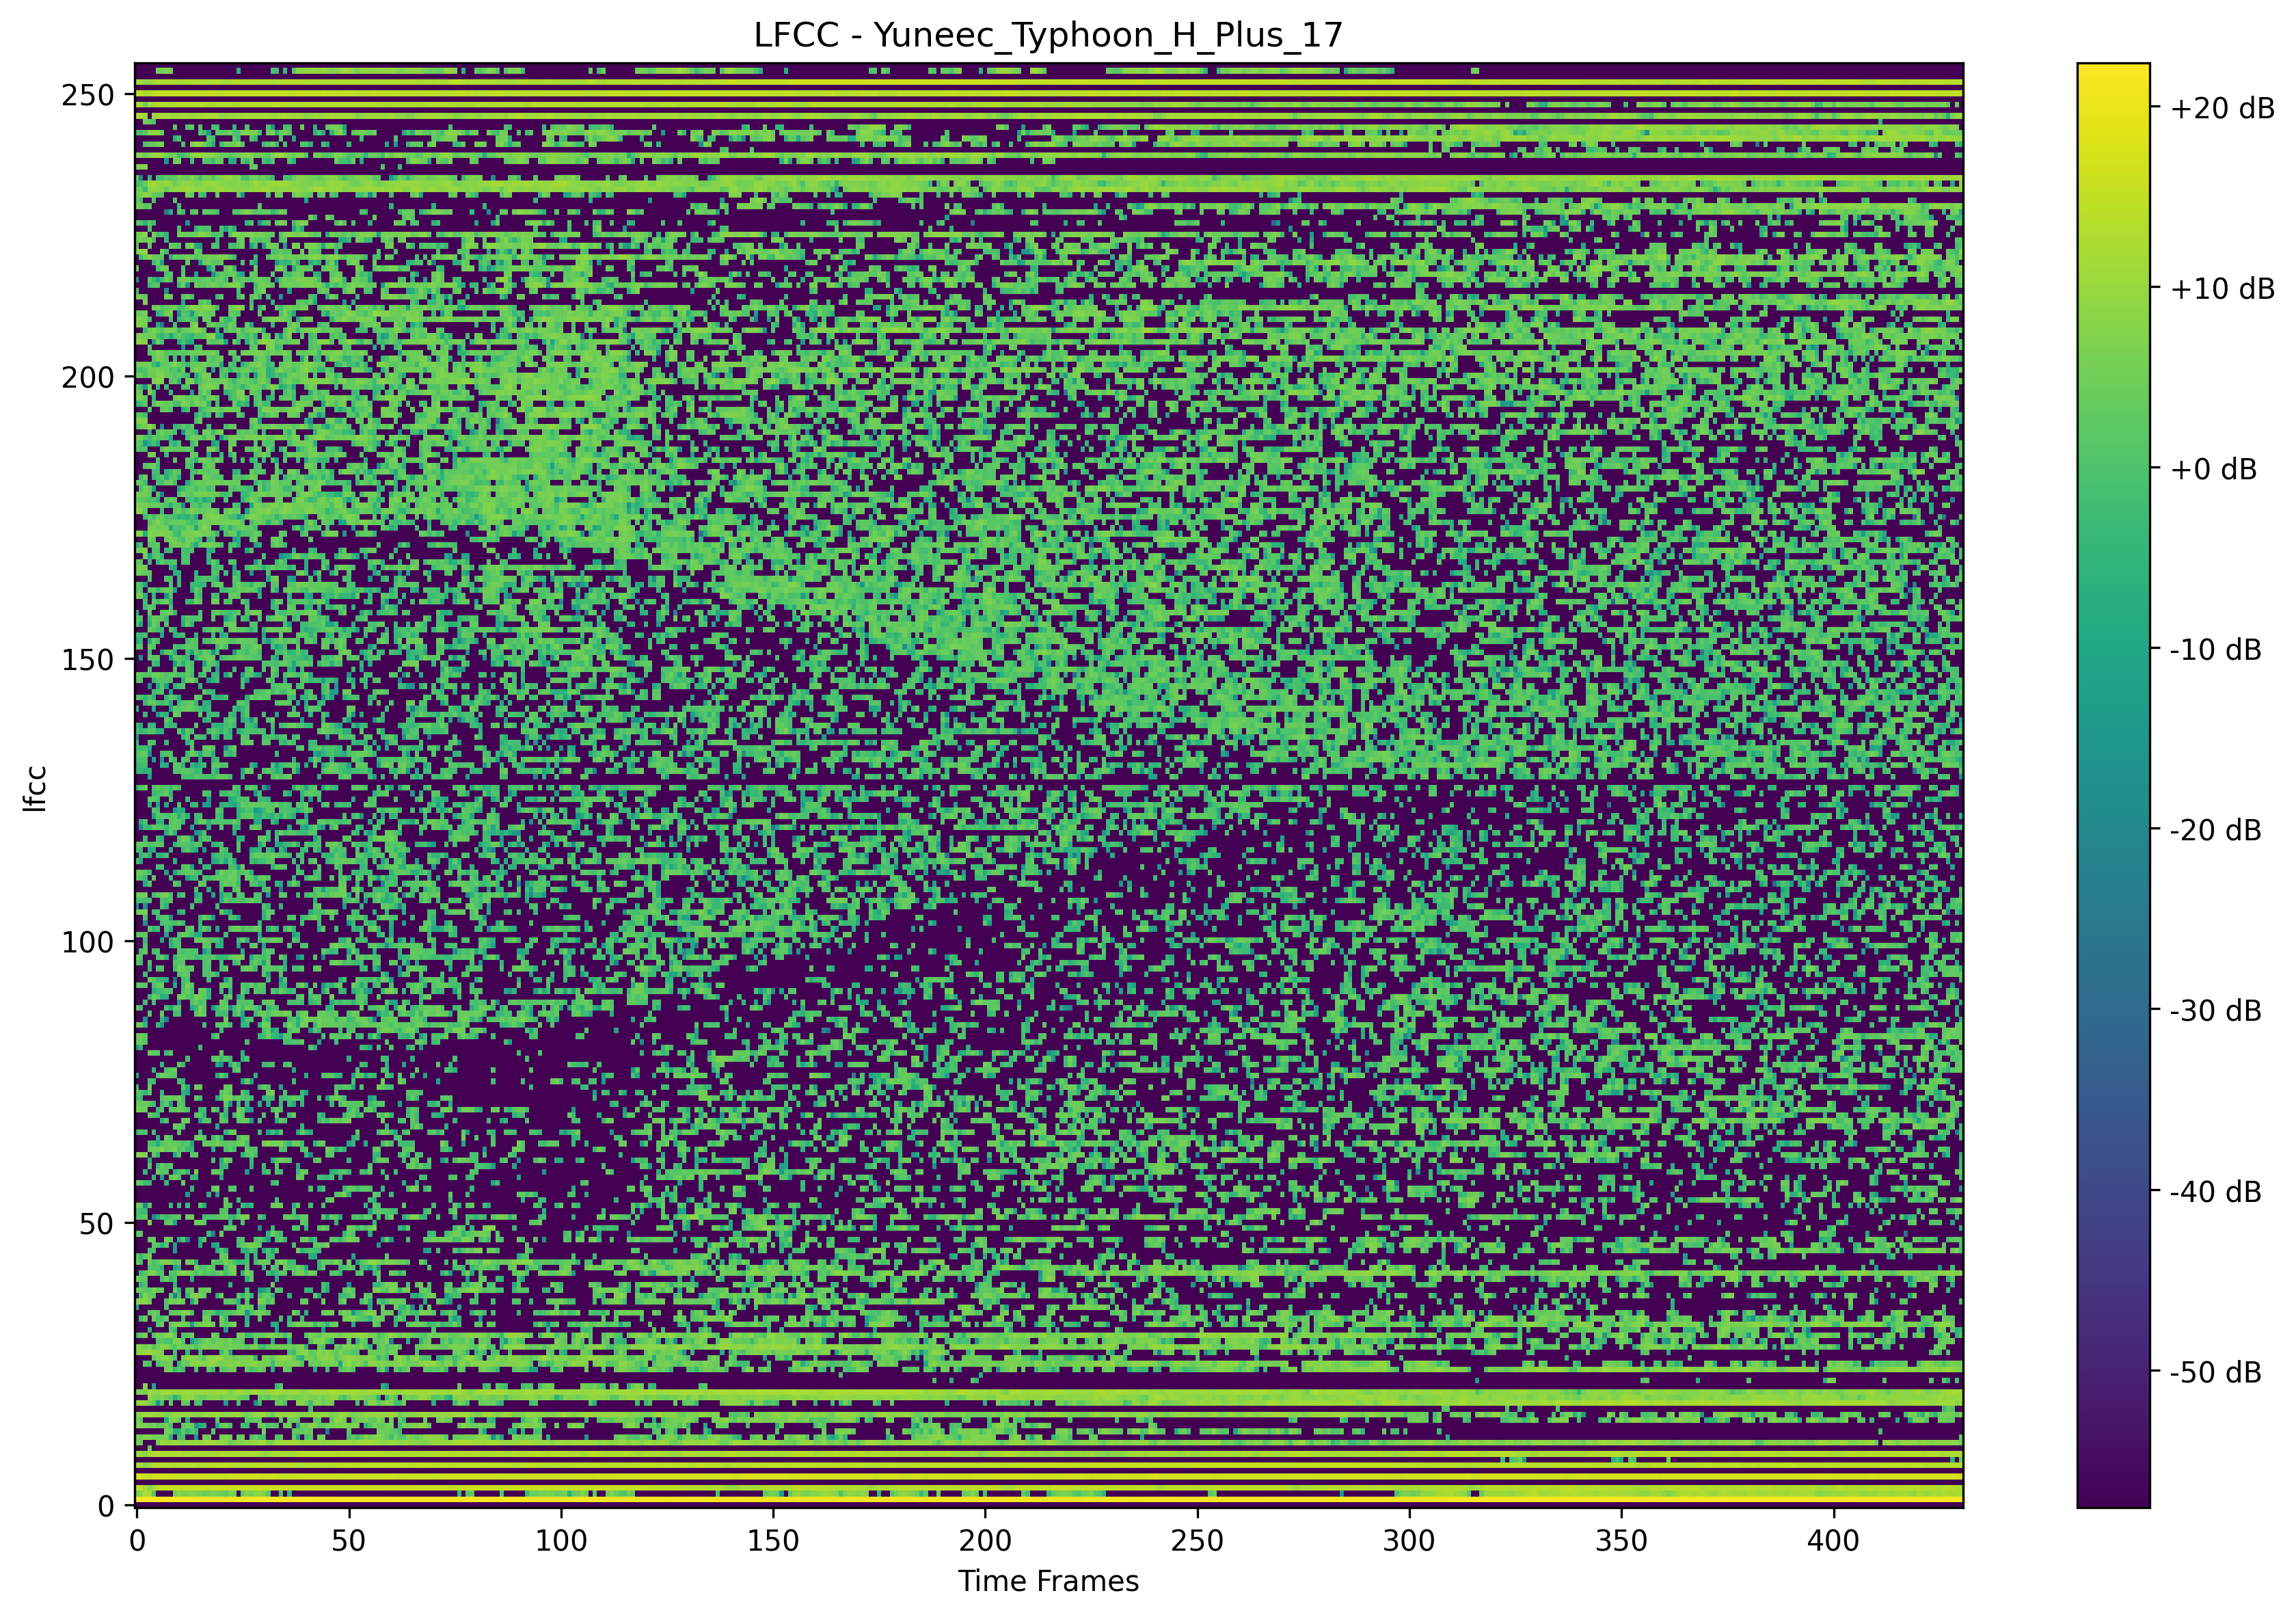 LFCC - Yuneec_Typhoon_H_Plus_17
250
200
150
100
50
0
lfcc
0 50 100 150 200 250 300 350 400
Time Frames
+20 dB
+10 dB
+0 dB
-10 dB
-20 dB
-30 dB
-40 dB
-50 dB